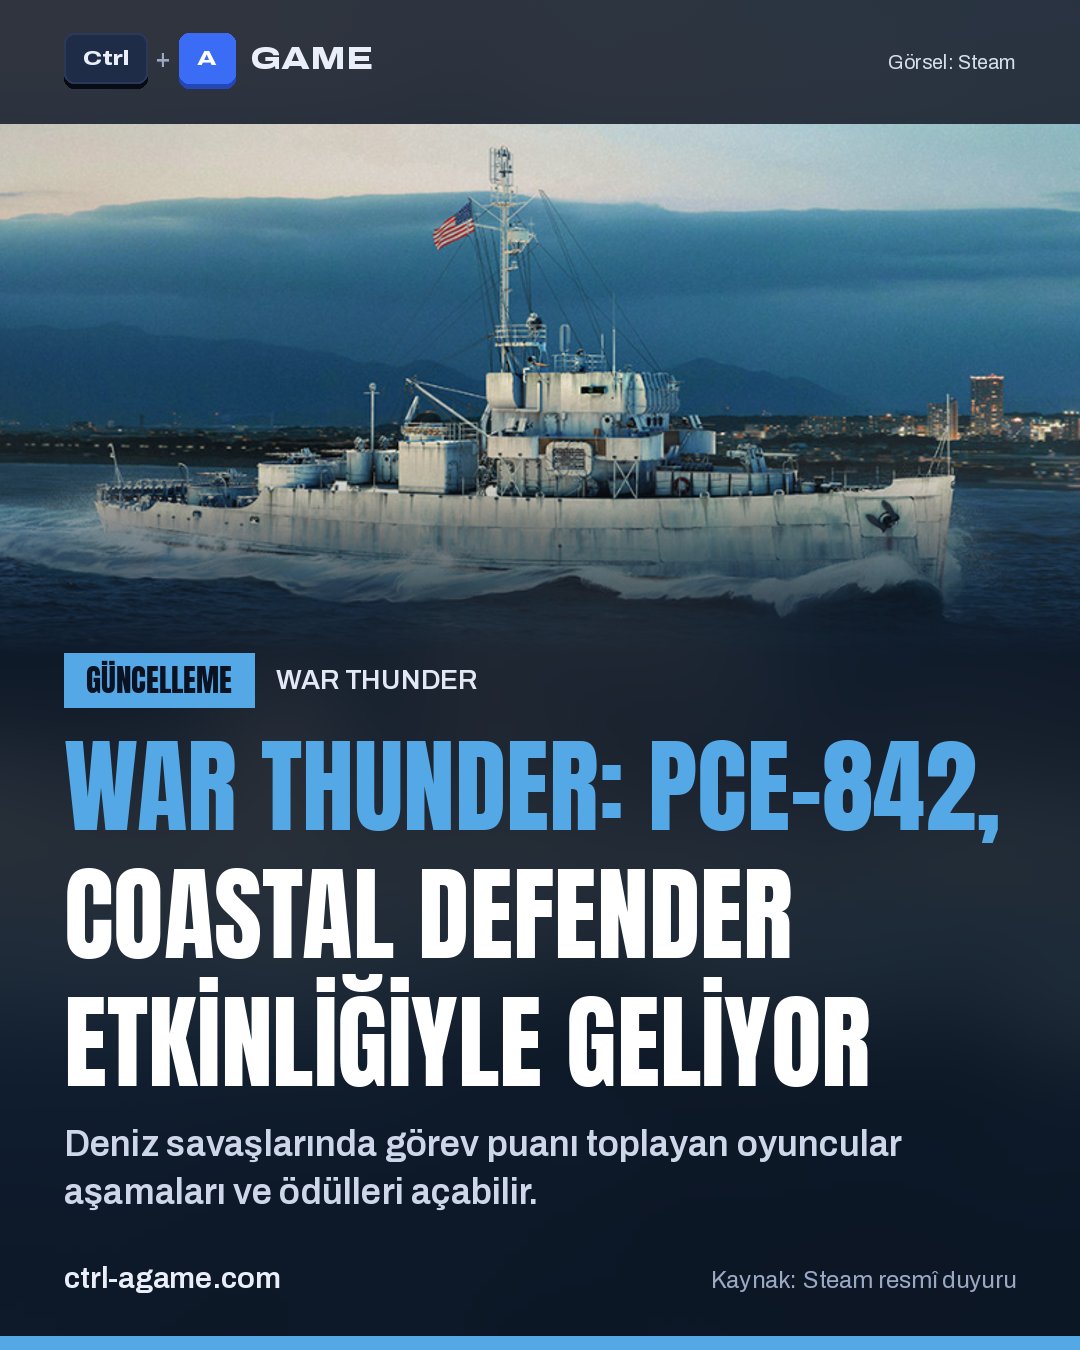 Ctrl + A GAME
Görsel: Steam
GÜNCELLEME WAR THUNDER
WAR THUNDER: PCE-842,
COASTAL DEFENDER
ETKİNLİĞİYLE GELİYOR
Deniz savaşlarında görev puanı toplayan oyuncular
aşamaları ve ödülleri açabilir.
ctrl-agame.com
Kaynak: Steam resmî duyuru